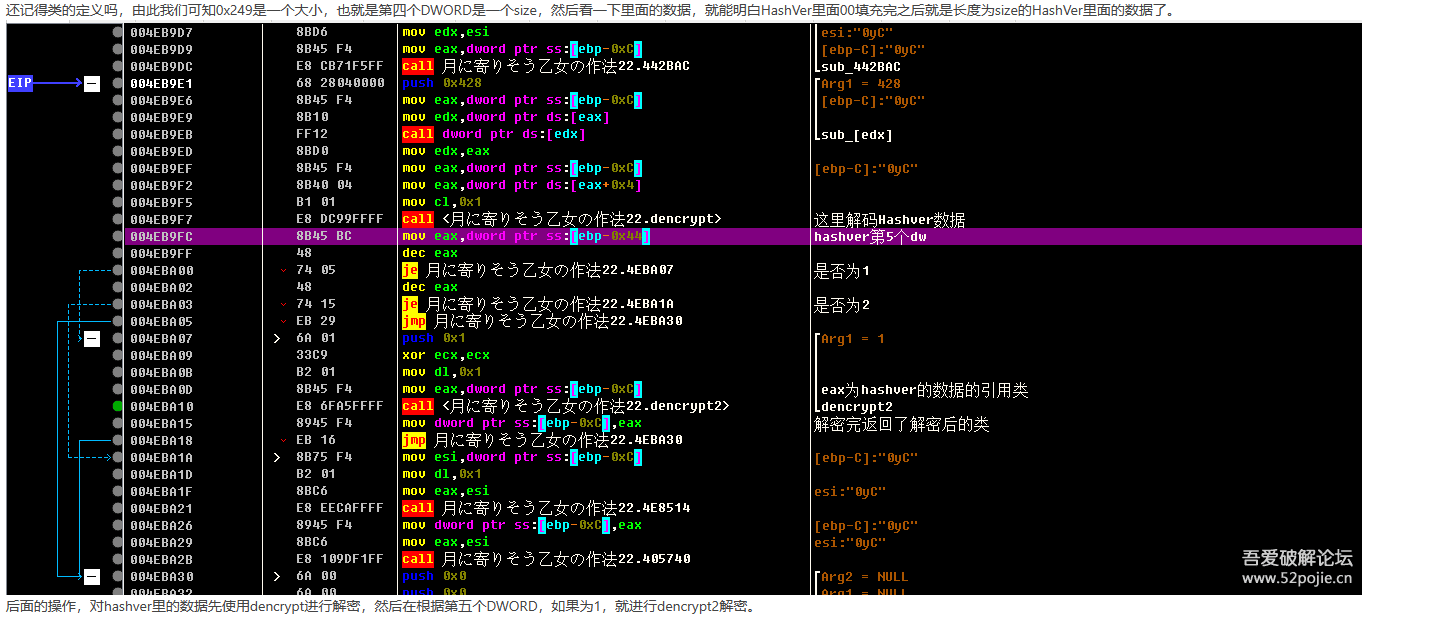 还记得类的定义吗，由此我们可知0x249是一个大小，也就是第四个DWORD是一个size，然后看一下里面的数据，就能明白HashVer里面00填充完之后就是长度为size的HashVer里面的数据了。
004EB9D7 8BD6 mov edx,esi esi:"0yC"
004EB9D9 8B45 F4 mov eax,dword ptr ss:[ebp-0xC] [ebp-C]:"0yC"
004EB9DC E8 CB71F5FF call 月に寄りそう乙女の作法22.442BAC sub_442BAC
EIP 004EB9E1 68 28040000 push 0x428 Arg1 = 428
004EB9E6 8B45 F4 mov eax,dword ptr ss:[ebp-0xC] [ebp-C]:"0yC"
004EB9E9 8B10 mov edx,dword ptr ds:[eax]
004EB9EB FF12 call dword ptr ds:[edx] sub_[edx]
004EB9ED 8BD0 mov edx,eax
004EB9EF 8B45 F4 mov eax,dword ptr ss:[ebp-0xC] [ebp-C]:"0yC"
004EB9F2 8B40 04 mov eax,dword ptr ds:[eax+0x4]
004EB9F5 B1 01 mov cl,0x1
004EB9F7 E8 DC99FFFF call <月に寄りそう乙女の作法22.dencrypt> 这里解码Hashver数据
004EB9FC 8B45 BC mov eax,dword ptr ss:[ebp-0x44] hashver第5个dw
004EB9FF 48 dec eax
004EBA00 74 05 je 月に寄りそう乙女の作法22.4EBA07 是否为1
004EBA02 48 dec eax
004EBA03 74 15 je 月に寄りそう乙女の作法22.4EBA1A 是否为2
004EBA05 EB 29 jmp 月に寄りそう乙女の作法22.4EBA30
004EBA07 6A 01 push 0x1 Arg1 = 1
004EBA09 33C9 xor ecx,ecx
004EBA0B B2 01 mov dl,0x1
004EBA0D 8B45 F4 mov eax,dword ptr ss:[ebp-0xC] eax为hashver的数据的引用类
004EBA10 E8 6FA5FFFF call <月に寄りそう乙女の作法22.dencrypt2> dencrypt2
004EBA15 8945 F4 mov dword ptr ss:[ebp-0xC],eax 解密完返回了解密后的类
004EBA18 EB 16 jmp 月に寄りそう乙女の作法22.4EBA30
004EBA1A 8B75 F4 mov esi,dword ptr ss:[ebp-0xC] [ebp-C]:"0yC"
004EBA1D B2 01 mov dl,0x1
004EBA1F 8BC6 mov eax,esi esi:"0yC"
004EBA21 E8 EECAFFFF call 月に寄りそう乙女の作法22.4E8514
004EBA26 8945 F4 mov dword ptr ss:[ebp-0xC],eax [ebp-C]:"0yC"
004EBA29 8BC6 mov eax,esi esi:"0yC"
004EBA2B E8 109DF1FF call 月に寄りそう乙女の作法22.405740
004EBA30 6A 00 push 0x0 Arg2 = NULL
004EBA32 6A 00 push 0x0 Arg1 = NULL
吾爱破解论坛
www.52pojie.cn
后面的操作，对hashver里的数据先使用dencrypt进行解密，然后在根据第五个DWORD，如果为1，就进行dencrypt2解密。